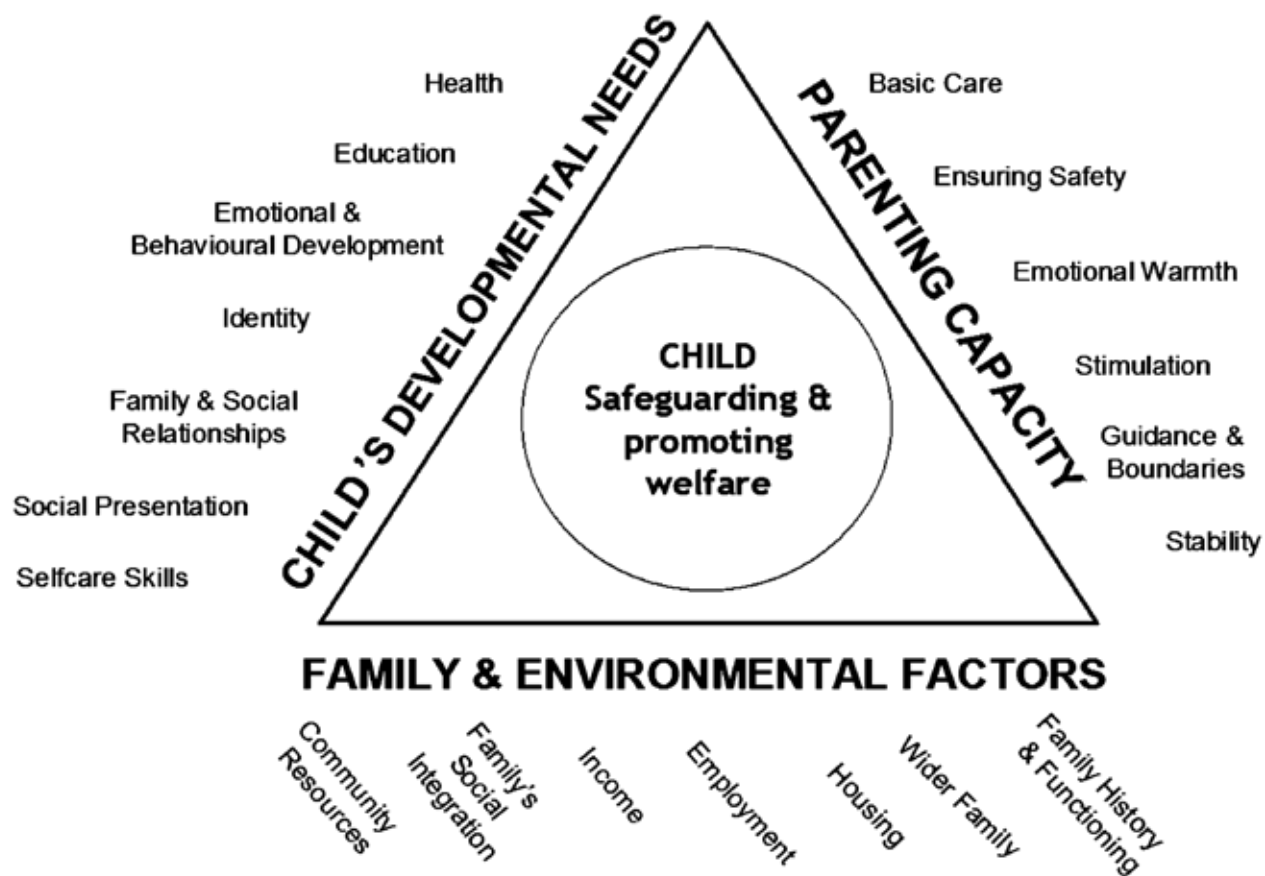 CHILD'S DEVELOPMENTAL NEEDS
Health
Education
Emotional &
Behavioural Development
Identity
Family & Social
Relationships
Social Presentation
Selfcare Skills
PARENTING CAPACITY
Basic Care
Ensuring Safety
Emotional Warmth
Stimulation
Guidance &
Boundaries
Stability
CHILD
Safeguarding &
promoting
welfare
FAMILY & ENVIRONMENTAL FACTORS
Community
Resources
Family's
Social
Integration
Income
Employment
Housing
Wider Family
Family History
& Functioning